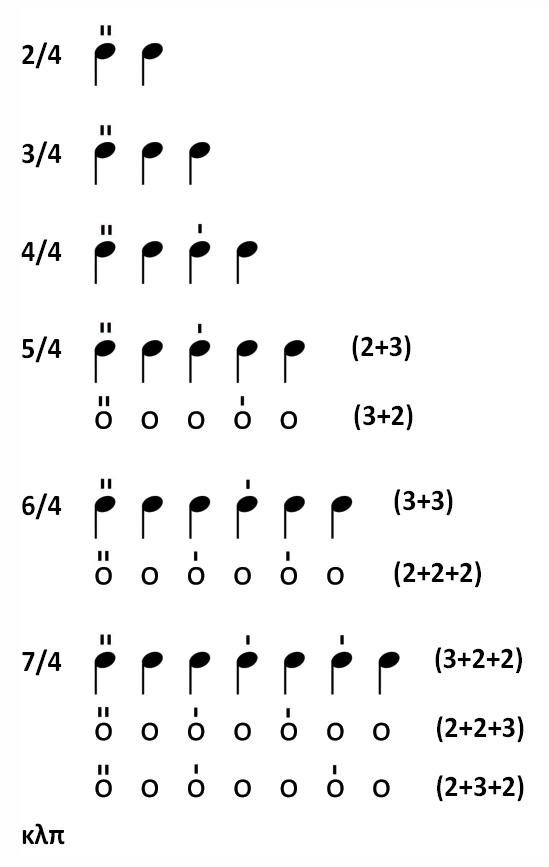 2/4
3/4
4/4
5/4 (2+3)
o o o o o (3+2)
6/4 (3+3)
o o o o o o (2+2+2)
7/4 (3+2+2)
o o o o o o o (2+2+3)
o o o o o o o (2+3+2)
κλπ